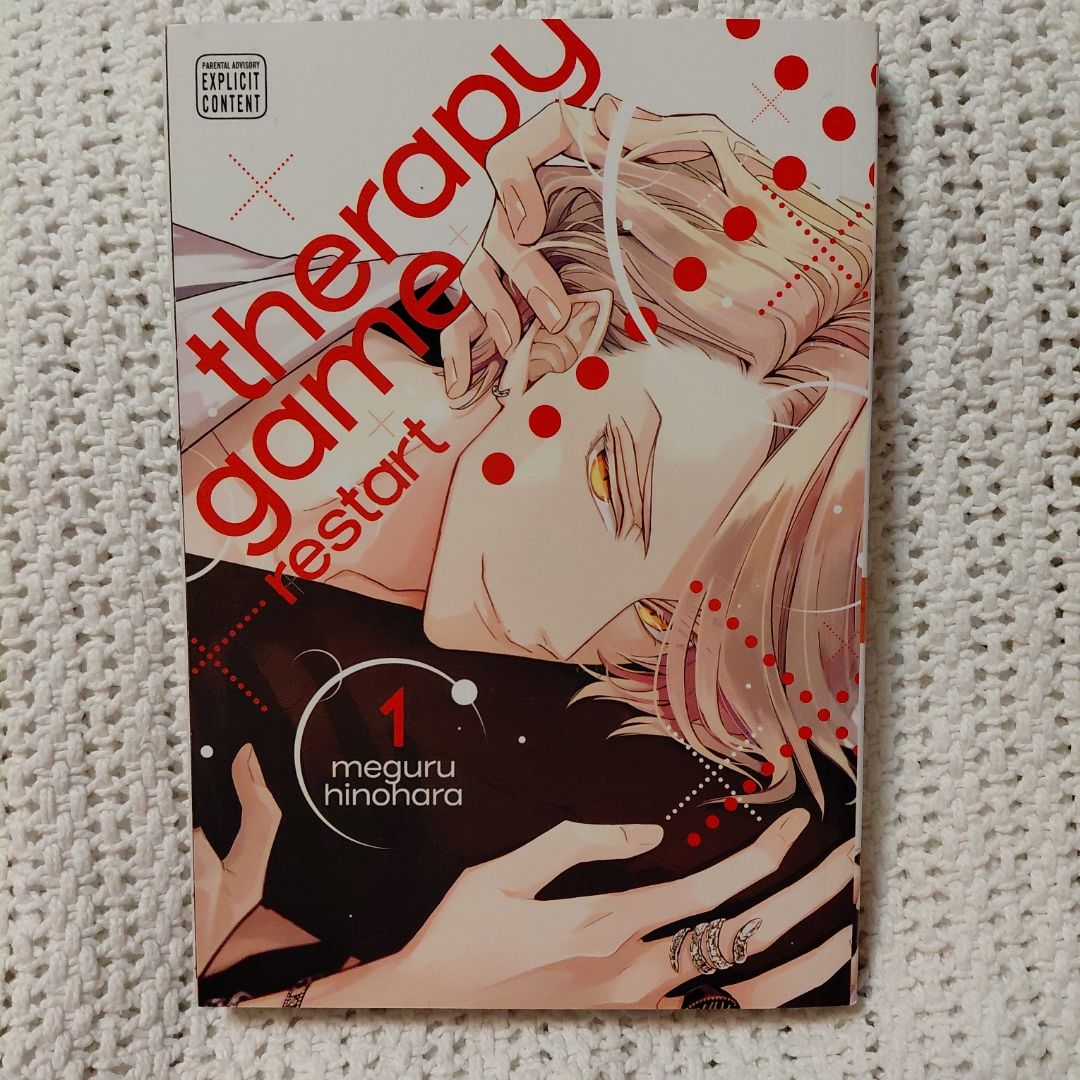 PARENTAL ADVISORY
EXPLICIT
CONTENT
therapy
game
restart
1
meguru
hinohara